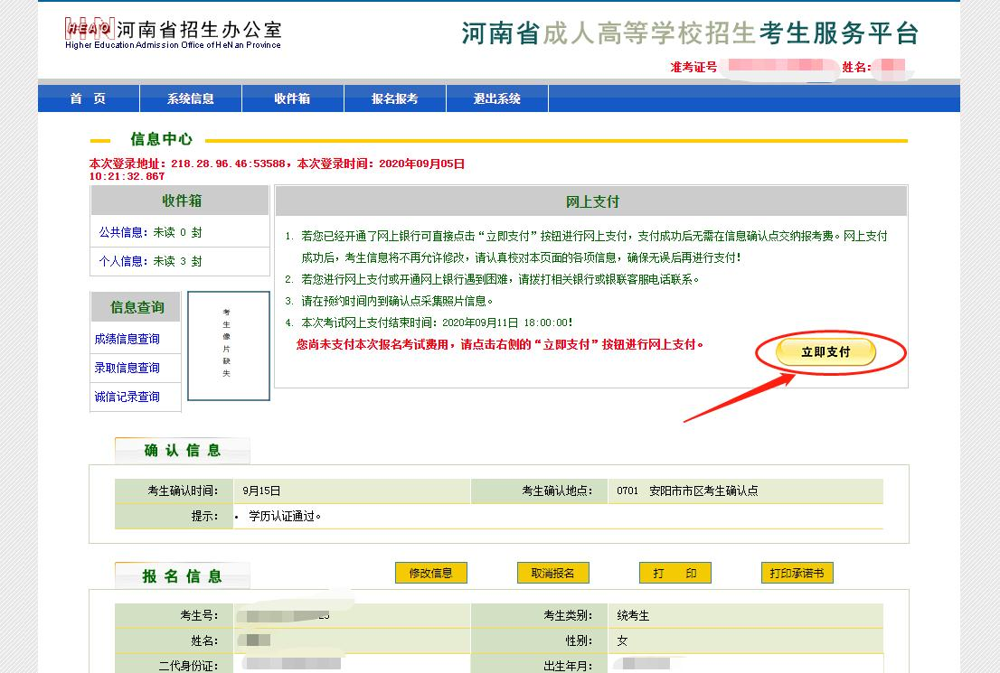 HEAO 河南省招生办公室
Higher Education Admission Office of HeNan Province
河南省成人高等学校招生考生服务平台
准考证号 姓名:
首 页 系统信息 收件箱 报名报考 退出系统
信息中心
本次登录地址：218.28.96.46:53588，本次登录时间：2020年09月05日
10:21:32.867
收件箱
公共信息：未读 0 封
个人信息：未读 3 封
信息查询
成绩信息查询
录取信息查询
诚信记录查询
考生像片缺失
网上支付
1. 若您已经开通了网上银行可直接点击“立即支付”按钮进行网上支付，支付成功后无需在信息确认点交纳报考费。网上支付
成功后，考生信息将不再允许修改，请认真校对本页面的各项信息，确保无误后再进行支付！
2. 若您进行网上支付或开通网上银行遇到困难，请拨打相关银行或银联客服电话联系。
3. 请在预约时间内到确认点采集照片信息。
4. 本次考试网上支付结束时间：2020年09月11日 18:00:00！
您尚未支付本次报名考试费用，请点击右侧的“立即支付”按钮进行网上支付。
立即支付
确认信息
考生确认时间： 9月15日 考生确认地点： 0701 安阳市市区考生确认点
提示： • 学历认证通过。
报名信息
修改信息 取消报名 打 印 打印承诺书
考生号： 考生类别： 统考生
姓名： 性别： 女
二代身份证： 出生年月：